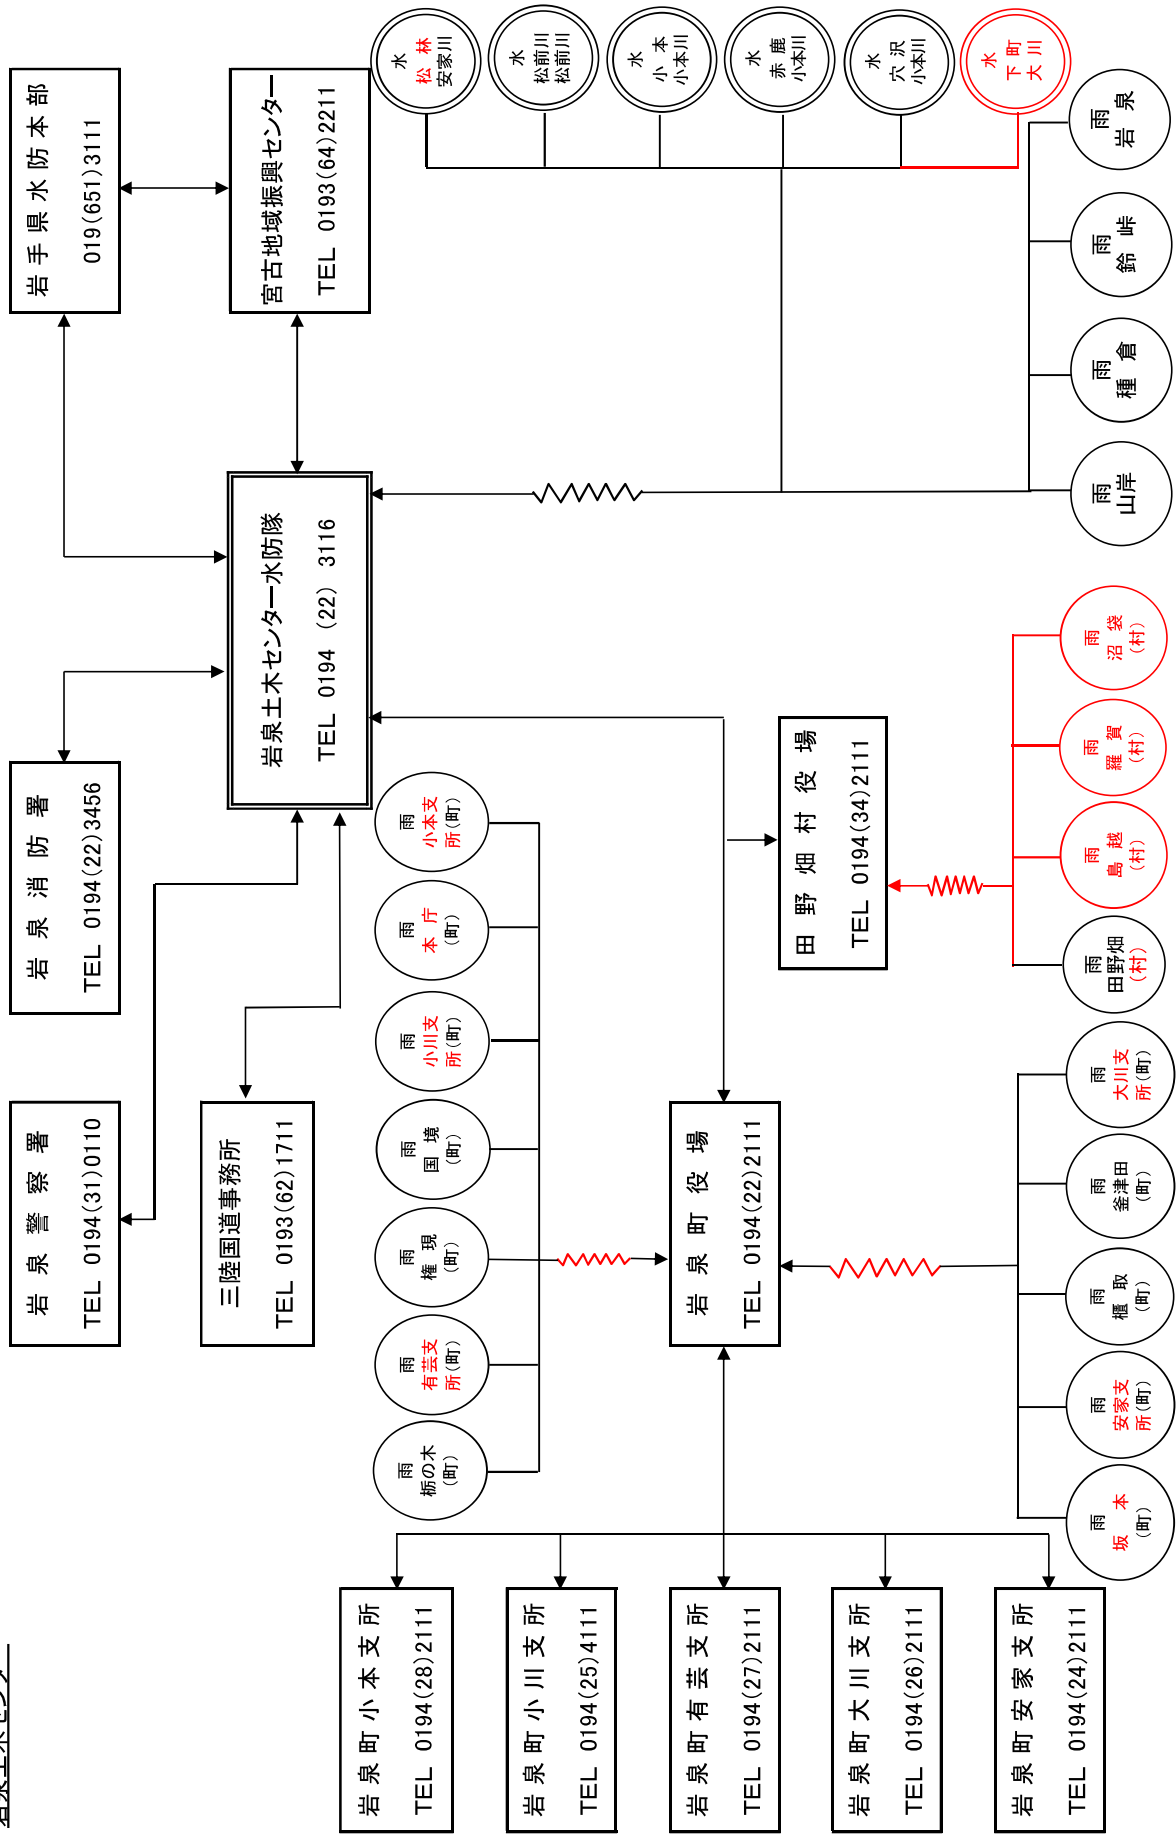 岩泉土木センター
岩泉警察署
TEL 0194(31)0110
岩泉消防署
TEL 0194(22)3456
岩手県水防本部
019(651)3111
三陸国道事務所
TEL 0193(62)1711
岩泉土木センター水防隊
TEL 0194 (22) 3116
宮古地域振興センター
TEL 0193(64)2211
雨
栃の木
(町)
雨
有芸支
所(町)
雨
権現
(町)
雨
国境
(町)
雨
小川支
所(町)
雨
本庁
(町)
雨
小本支
所(町)
水
松林
安家川
水
松前川
松前川
水
小本
小本川
水
赤鹿
小本川
水
穴沢
小本川
水
下町
大川
岩泉町小本支所
TEL 0194(28)2111
岩泉町小川支所
TEL 0194(25)4111
岩泉町有芸支所
TEL 0194(27)2111
岩泉町大川支所
TEL 0194(26)2111
岩泉町安家支所
TEL 0194(24)2111
岩泉町役場
TEL 0194(22)2111
田野畑村役場
TEL 0194(34)2111
雨
坂本
(町)
雨
安家支
所(町)
雨
櫃取
(町)
雨
釜津田
(町)
雨
大川支
所(町)
雨
田野畑
(村)
雨
島越
(村)
雨
羅賀
(村)
雨
沼袋
(村)
雨
山岸
雨
種倉
雨
鈴峠
雨
岩泉